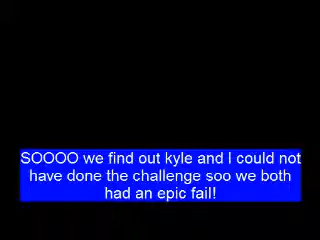 SOOOO we find out kyle and I could not
have done the challenge soo we both
had an epic fail!